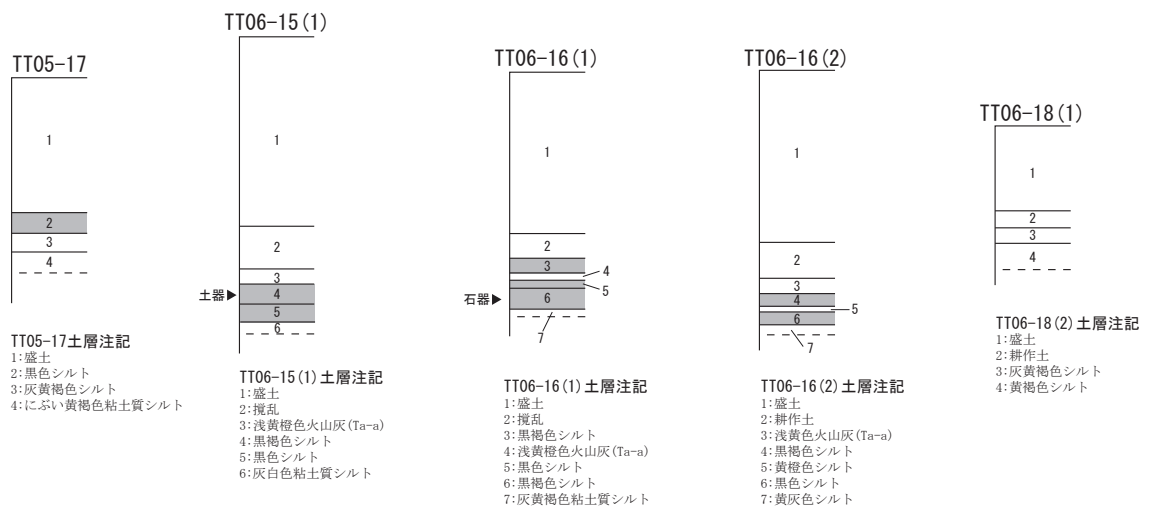 TT05-17
1
2
3
4
TT05-17土層注記
1:盛土
2:黒色シルト
3:灰黄褐色シルト
4:にぶい黄褐色粘土質シルト
TT06-15(1)
1
2
3
土器▶
4
5
6
TT06-15(1)土層注記
1:盛土
2:撹乱
3:浅黄橙色火山灰(Ta-a)
4:黒褐色シルト
5:黒色シルト
6:灰白色粘土質シルト
TT06-16(1)
1
2
3
4
5
石器▶
6
7
TT06-16(1)土層注記
1:盛土
2:撹乱
3:黒褐色シルト
4:浅黄橙色火山灰(Ta-a)
5:黒色シルト
6:黒褐色シルト
7:灰黄褐色粘土質シルト
TT06-16(2)
1
2
3
4
5
6
7
TT06-16(2)土層注記
1:盛土
2:耕作土
3:浅黄色火山灰(Ta-a)
4:黒褐色シルト
5:黄橙色シルト
6:黒色シルト
7:黄灰色シルト
TT06-18(1)
1
2
3
4
TT06-18(2)土層注記
1:盛土
2:耕作土
3:灰黄褐色シルト
4:黄褐色シルト